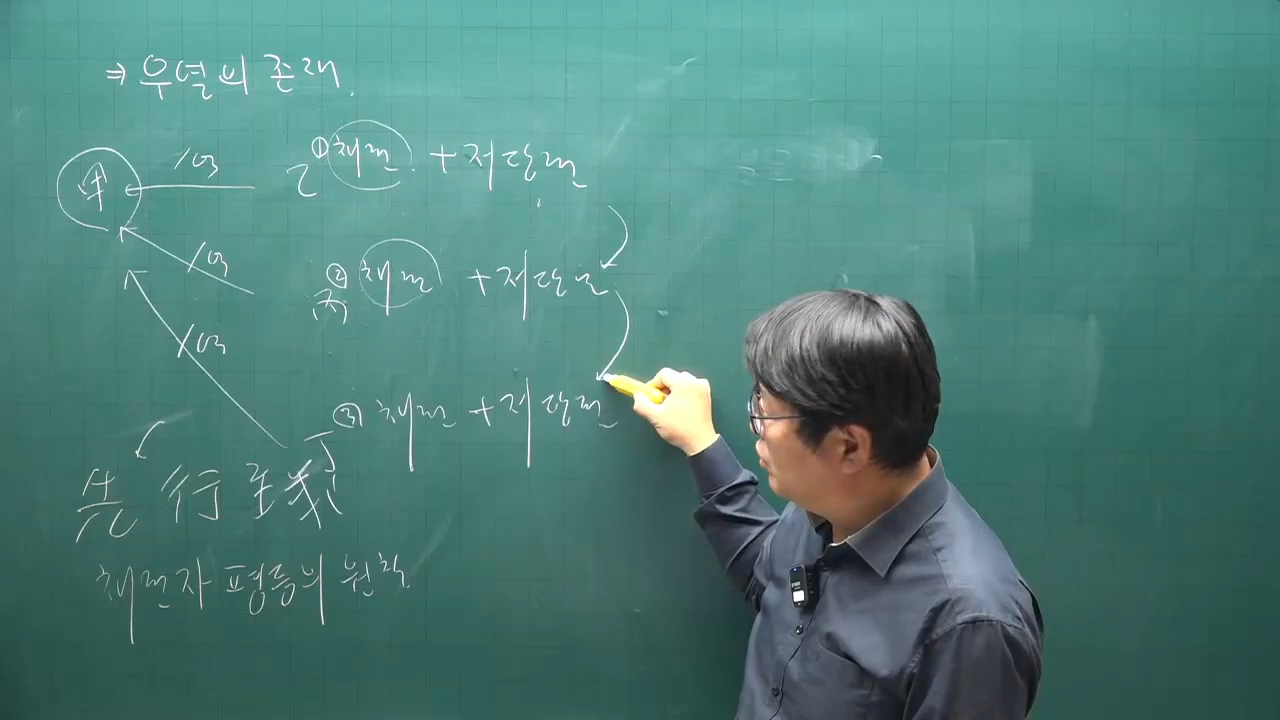 ⇒ 우열의 존재.
甲 1억 乙 ①채권 + 저당권
1억 丙 ②채권 + 저당권
1억 丁 ③채권 + 저당권
先行主義
채권자 평등의 원칙